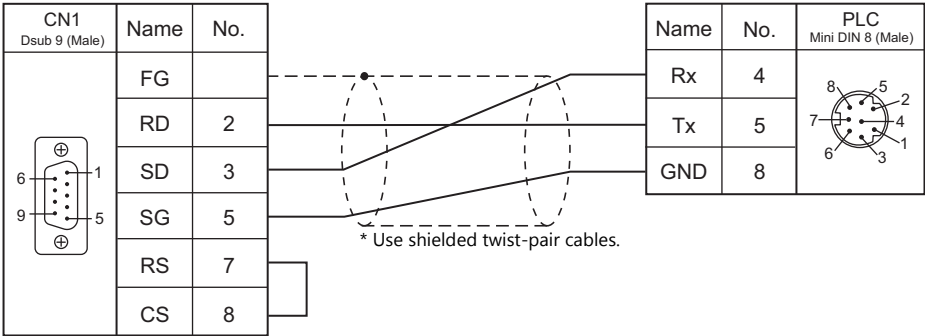 CN1
Dsub 9 (Male)
Name No.
FG
RD 2
SD 3
SG 5
RS 7
CS 8
6
1
9
5
* Use shielded twist-pair cables.
Name No.
PLC
Mini DIN 8 (Male)
Rx 4
Tx 5
GND 8
8
5
2
7
4
1
6
3